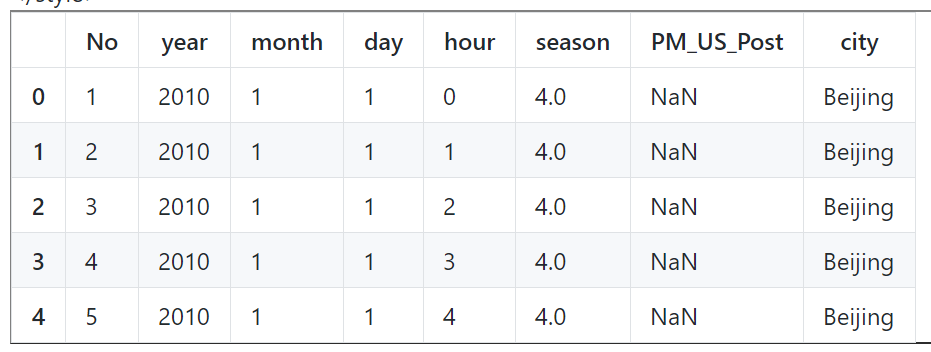 No year month day hour season PM_US_Post city
0 1 2010 1 1 0 4.0 NaN Beijing
1 2 2010 1 1 1 4.0 NaN Beijing
2 3 2010 1 1 2 4.0 NaN Beijing
3 4 2010 1 1 3 4.0 NaN Beijing
4 5 2010 1 1 4 4.0 NaN Beijing